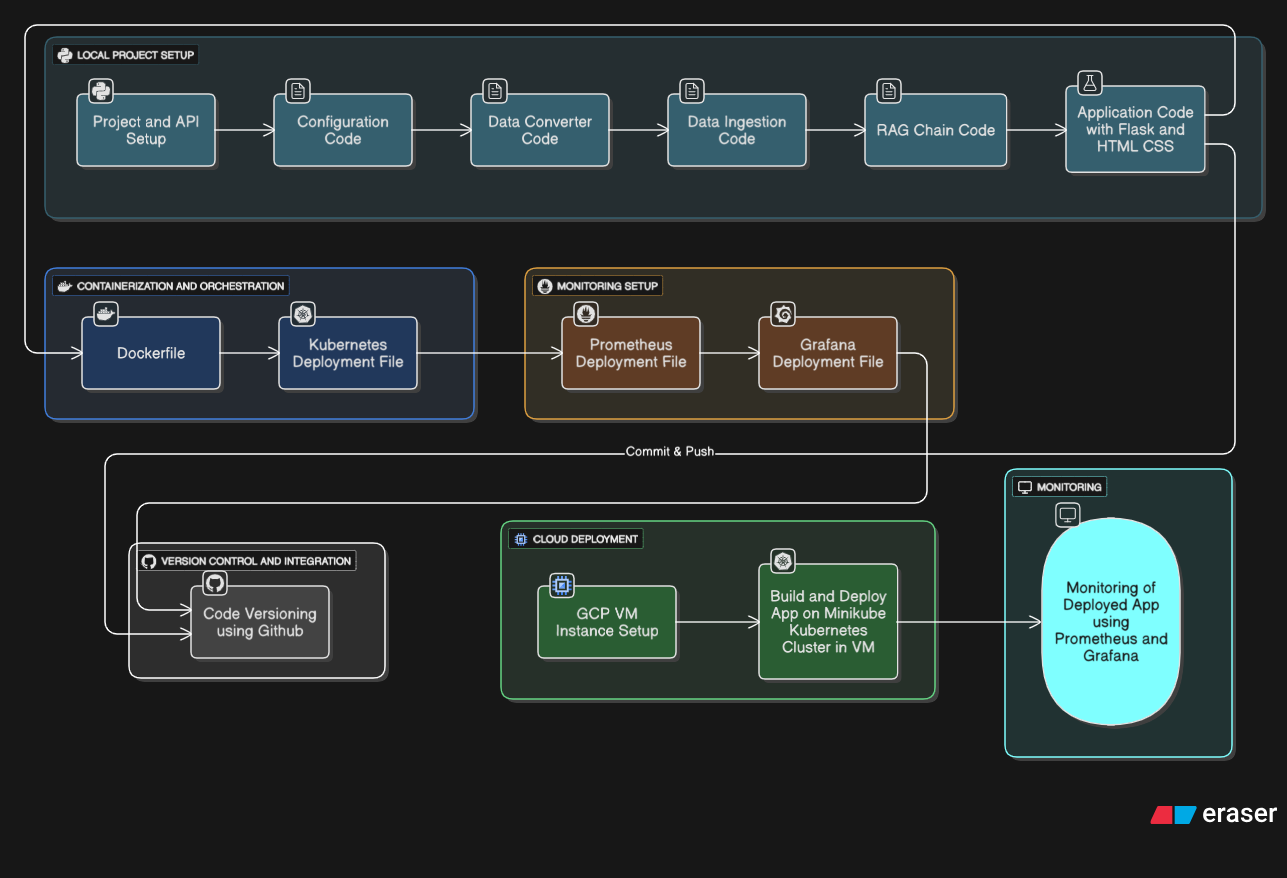 LOCAL PROJECT SETUP
Project and API
Setup
Configuration
Code
Data Converter
Code
Data Ingestion
Code
RAG Chain Code
Application Code
with Flask and
HTML CSS
CONTAINERIZATION AND ORCHESTRATION
Dockerfile
Kubernetes
Deployment File
MONITORING SETUP
Prometheus
Deployment File
Grafana
Deployment File
Commit & Push
VERSION CONTROL AND INTEGRATION
Code Versioning
using Github
CLOUD DEPLOYMENT
GCP VM
Instance Setup
Build and Deploy
App on Minikube
Kubernetes
Cluster in VM
MONITORING
Monitoring of
Deployed App
using
Prometheus and
Grafana
eraser